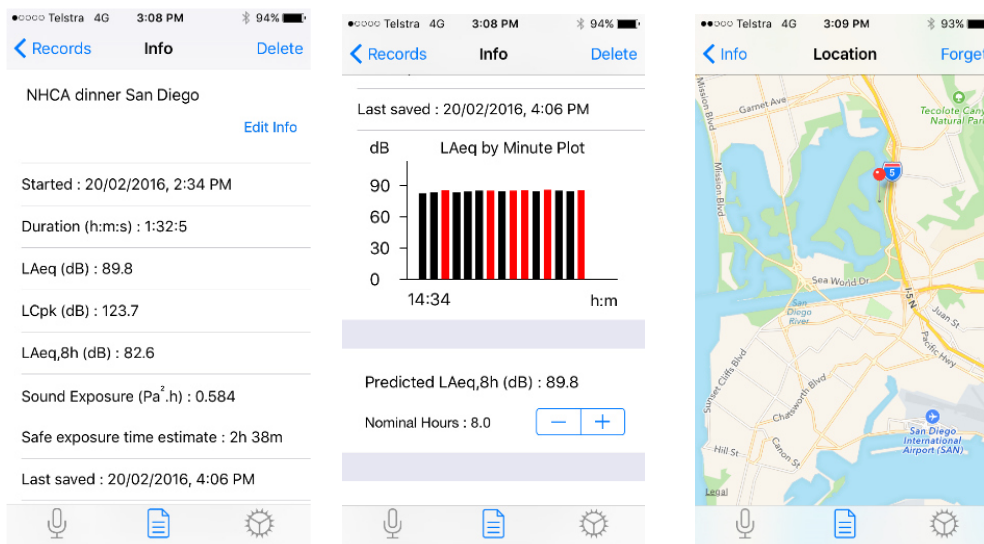 Telstra 4G 3:08 PM 94%
Records Info Delete
NHCA dinner San Diego
Edit Info
Started : 20/02/2016, 2:34 PM
Duration (h:m:s) : 1:32:5
LAeq (dB) : 89.8
LCpk (dB) : 123.7
LAeq,8h (dB) : 82.6
Sound Exposure (Pa².h) : 0.584
Safe exposure time estimate : 2h 38m
Last saved : 20/02/2016, 4:06 PM
Telstra 4G 3:08 PM 94%
Records Info Delete
Last saved : 20/02/2016, 4:06 PM
dB LAeq by Minute Plot
90
60
30
0
14:34 h:m
Predicted LAeq,8h (dB) : 89.8
Nominal Hours : 8.0 − +
Telstra 4G 3:09 PM 93%
Info Location Forget
Mission Blvd
Garnet Ave
Tecolote Cany
Natural Park
Mission Blvd
5
Sea World Dr
San
Diego
River
I-5 N
Juan St
Pacific Hwy
Sunset Cliffs Blvd
Chatsworth Blvd
Hill St
Canon St
San Diego
International
Airport (SAN)
Legal